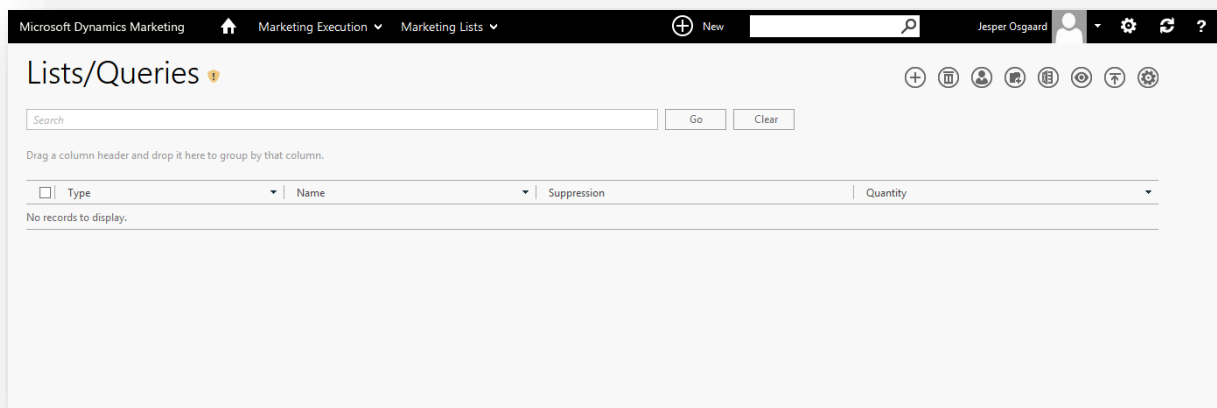 Microsoft Dynamics Marketing Marketing Execution Marketing Lists New Jesper Osgaard ?
Lists/Queries
Search Go Clear
Drag a column header and drop it here to group by that column.
Type Name Suppression Quantity
No records to display.